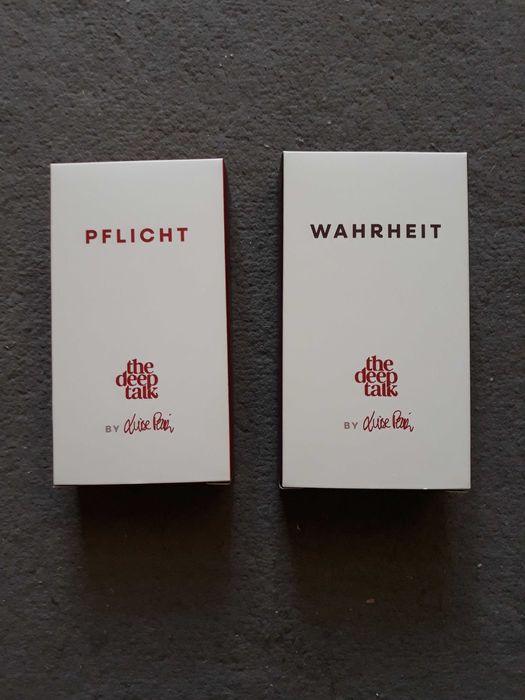 PFLICHT
the
deep
talk
BY
WAHRHEIT
the
deep
talk
BY